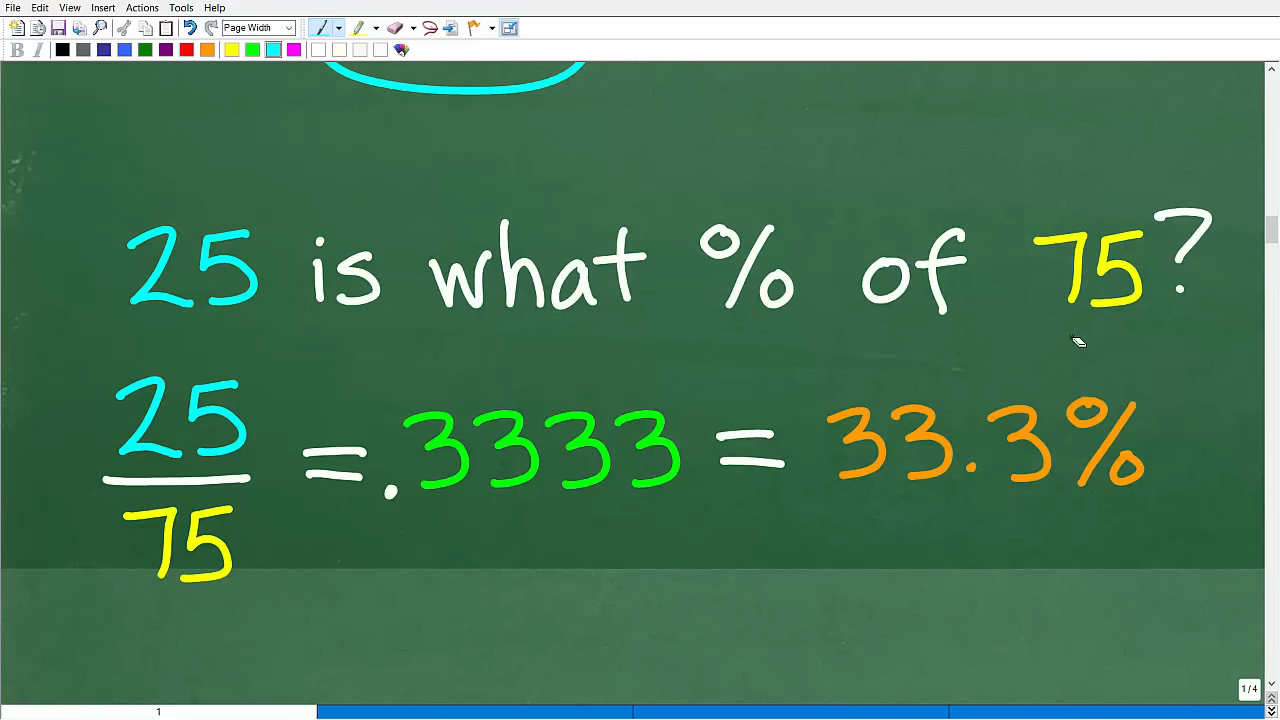 File Edit View Insert Actions Tools Help
Page Width
B I
25 is what % of 75?
25
= .3333 = 33.3%
75
1/4
1